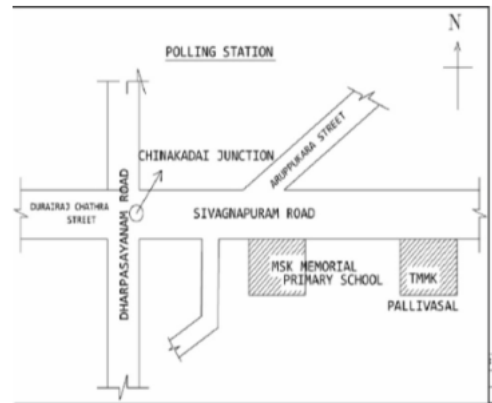 POLLING STATION
N
CHINAKADAI JUNCTION
ARUPPUKARA STREET
DURAIRAJ CHATHRA
STREET
DHARPASAYANAM ROAD
SIVAGNAPURAM ROAD
MSK MEMORIAL
PRIMARY SCHOOL
TMMK
PALLIVASAL